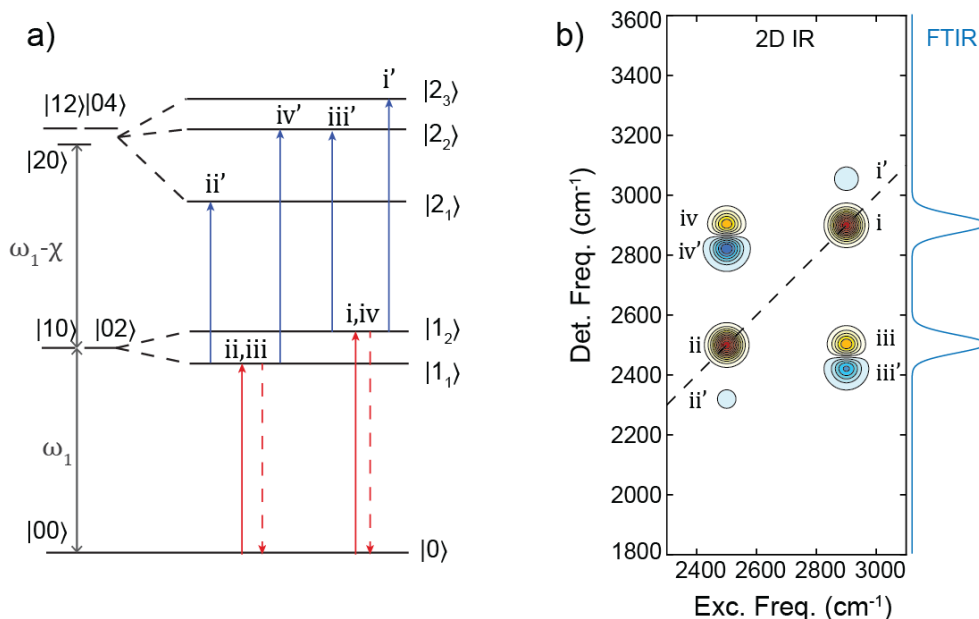 a)
i'
|12⟩ |04⟩
|2₃⟩
iv' iii'
|2₂⟩
|20⟩
ii'
|2₁⟩
ω₁-χ
|10⟩ |02⟩
i,iv
|1₂⟩
ii,iii
|1₁⟩
ω₁
|00⟩
|0⟩
b)
2D IR
FTIR
3600
3400
3200
3000
2800
2600
2400
2200
2000
1800
Det. Freq. (cm⁻¹)
i'
iv
i
iv'
ii
iii
ii'
iii'
2400 2600 2800 3000
Exc. Freq. (cm⁻¹)